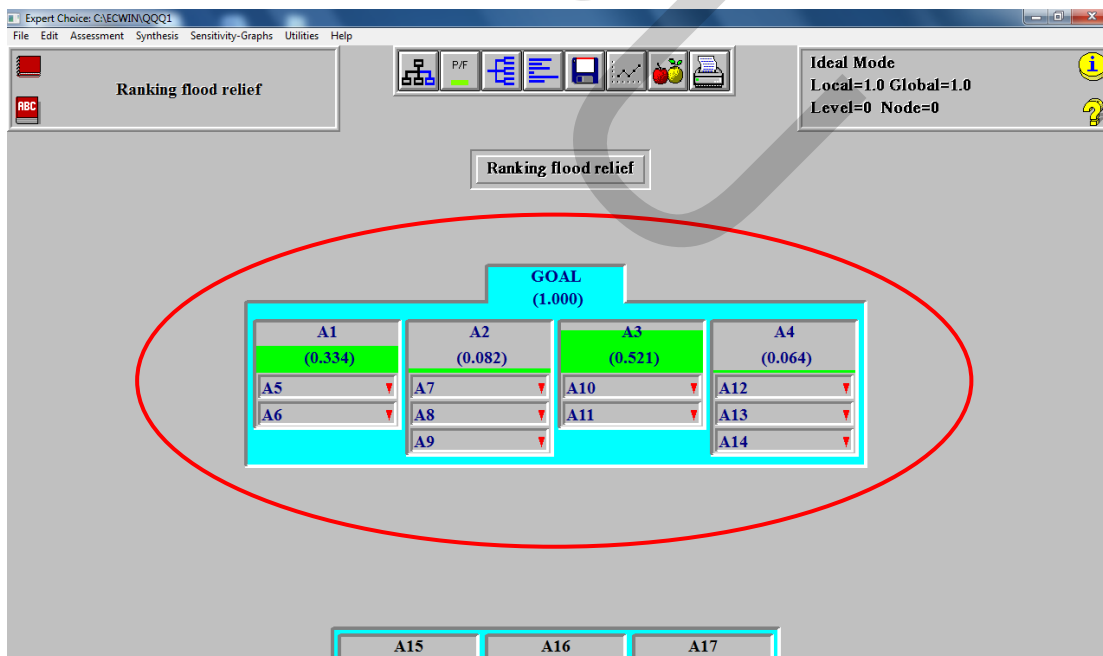 Expert Choice: C:\ECWIN\QQQ1
File Edit Assessment Synthesis Sensitivity-Graphs Utilities Help
ABC
Ranking flood relief
P/F
Ideal Mode
Local=1.0 Global=1.0
Level=0 Node=0
i
?
Ranking flood relief
GOAL
(1.000)
A1 A2 A3 A4
(0.334) (0.082) (0.521) (0.064)
A5 A7 A10 A12
A6 A8 A11 A13
A9 A14
A15 A16 A17